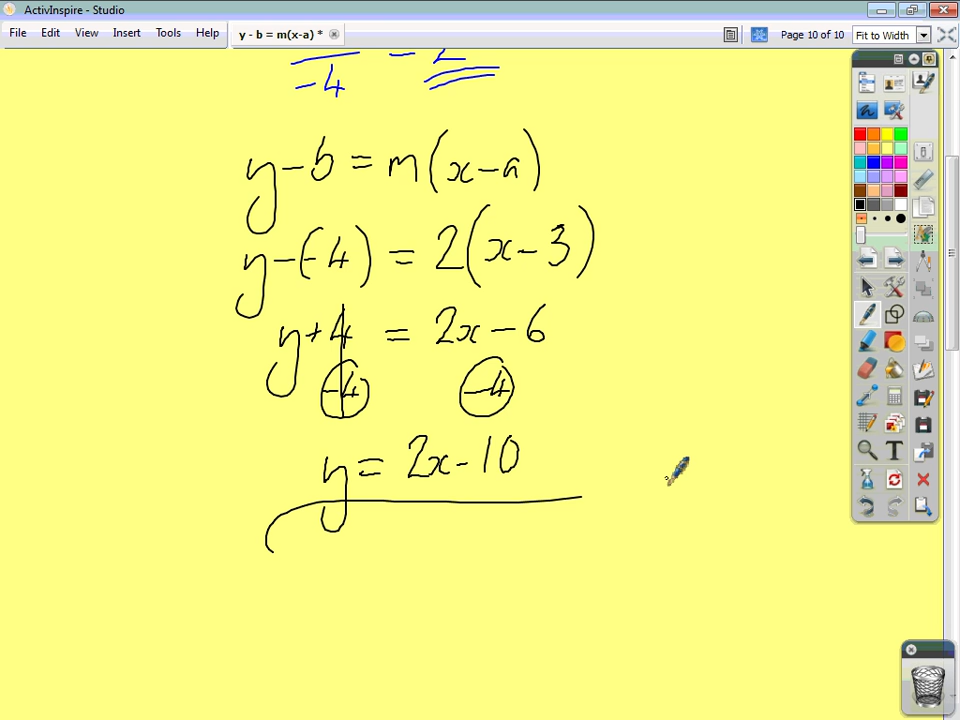 ActivInspire - Studio
File Edit View Insert Tools Help y - b = m(x-a) * Page 10 of 10 Fit to Width
-4 = 2
y - b = m(x - a)
y - (-4) = 2(x - 3)
y + 4 = 2x - 6
-4 -4
y = 2x - 10